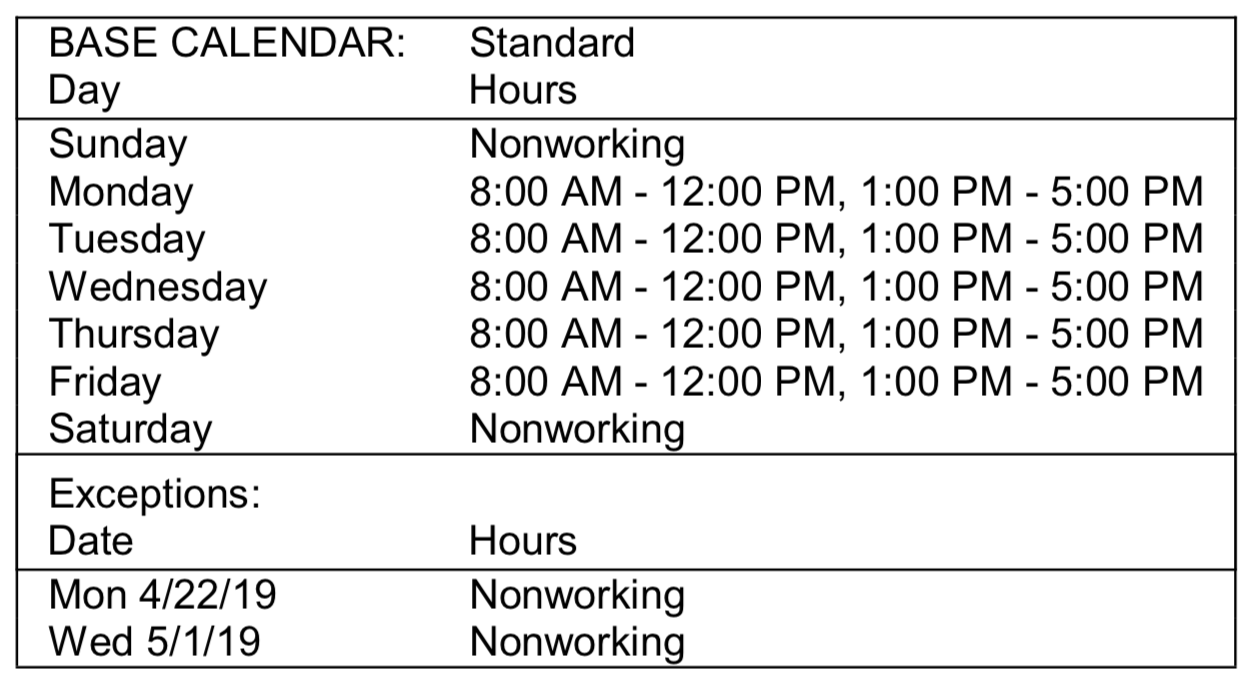 BASE CALENDAR: Standard
Day Hours
Sunday Nonworking
Monday 8:00 AM - 12:00 PM, 1:00 PM - 5:00 PM
Tuesday 8:00 AM - 12:00 PM, 1:00 PM - 5:00 PM
Wednesday 8:00 AM - 12:00 PM, 1:00 PM - 5:00 PM
Thursday 8:00 AM - 12:00 PM, 1:00 PM - 5:00 PM
Friday 8:00 AM - 12:00 PM, 1:00 PM - 5:00 PM
Saturday Nonworking
Exceptions:
Date Hours
Mon 4/22/19 Nonworking
Wed 5/1/19 Nonworking